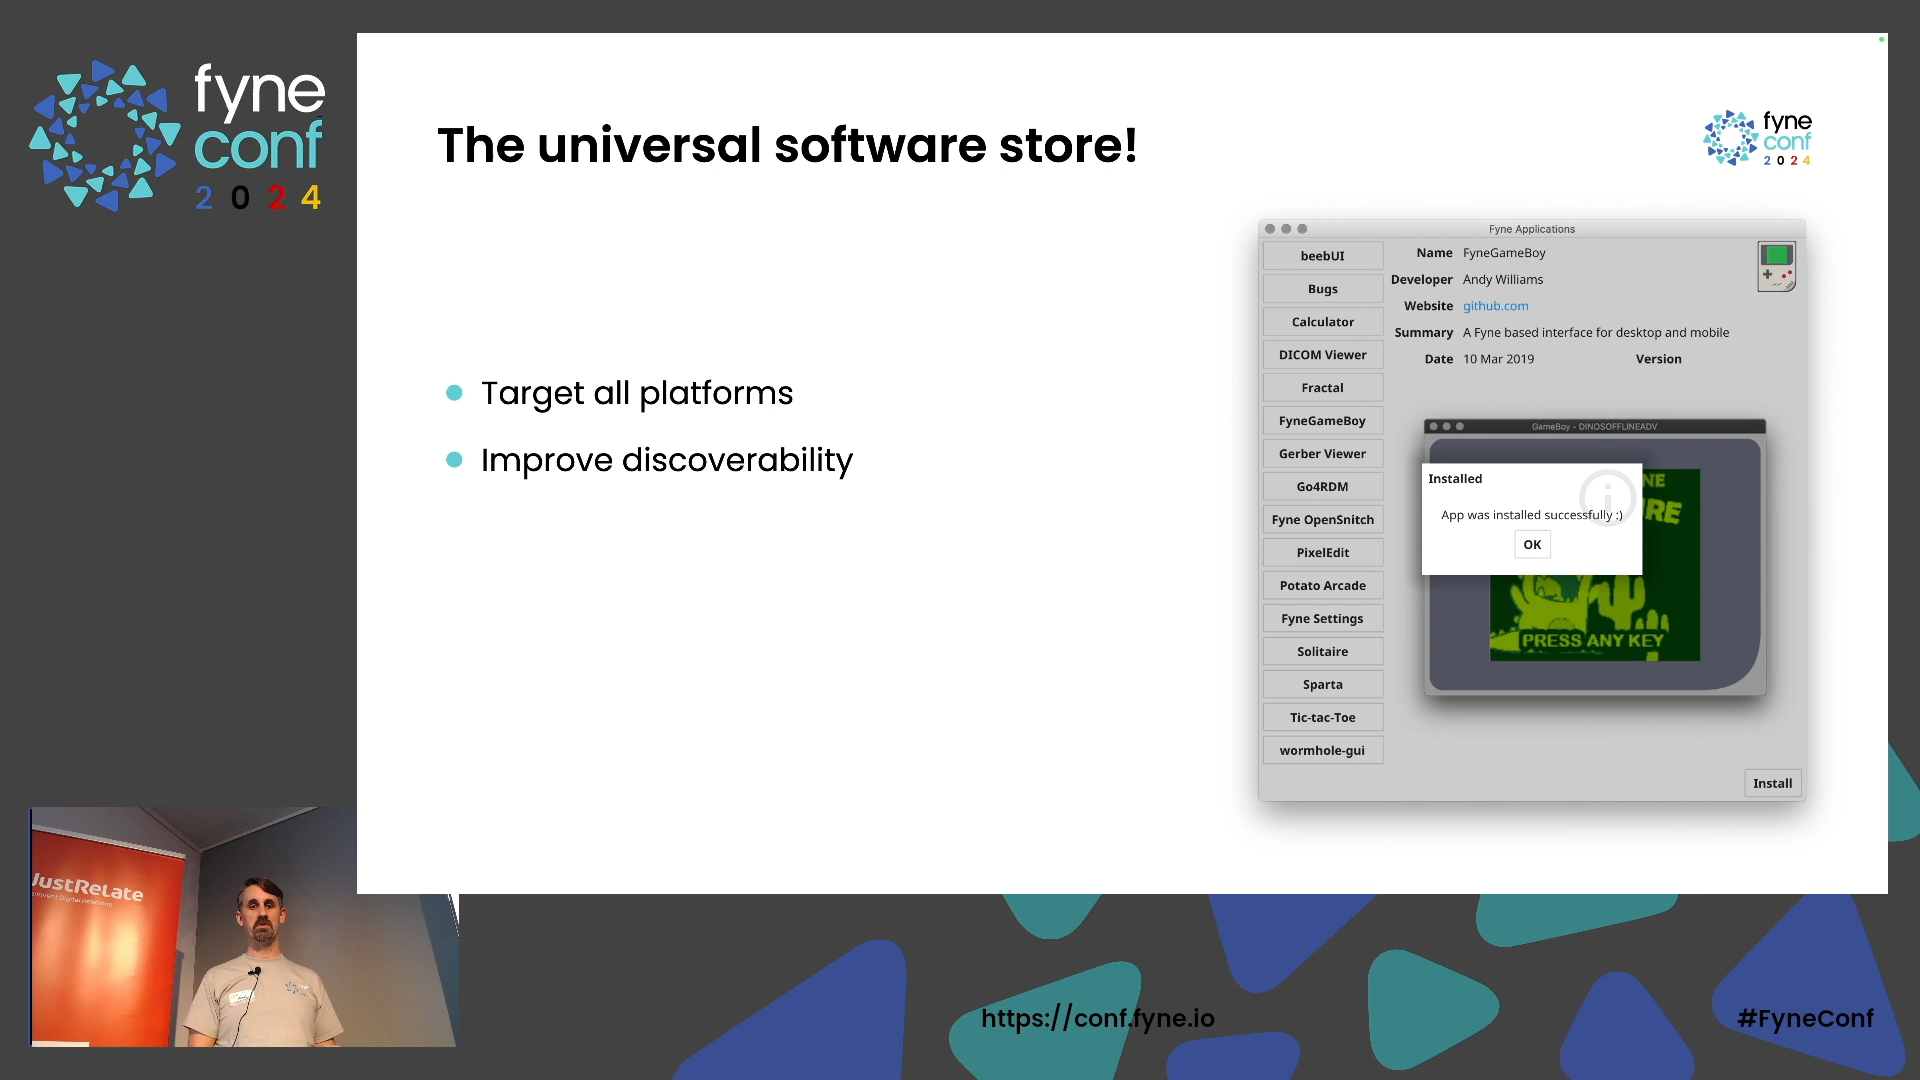 fyne
conf
2024
The universal software store!
fyne
conf
2024
Target all platforms
Improve discoverability
Fyne Applications
beebUI
Bugs
Calculator
DICOM Viewer
Fractal
FyneGameBoy
Gerber Viewer
Go4RDM
Fyne OpenSnitch
PixelEdit
Potato Arcade
Fyne Settings
Solitaire
Sparta
Tic-tac-Toe
wormhole-gui
Name FyneGameBoy
Developer Andy Williams
Website github.com
Summary A Fyne based interface for desktop and mobile
Date 10 Mar 2019 Version
GameBoy - DINOSOFFLINEADV
NE
RE
Installed
App was installed successfully :)
OK
PRESS ANY KEY
Install
JustRelate
https://conf.fyne.io
#FyneConf